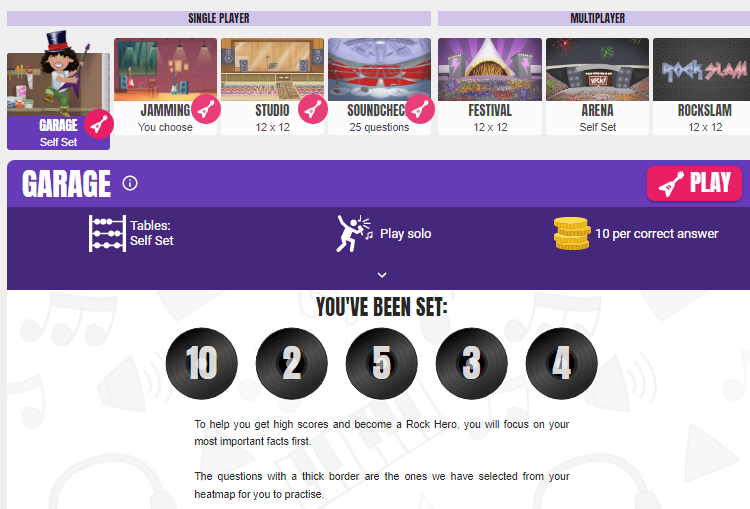 SINGLE PLAYER
MULTIPLAYER
GARAGE
Self Set
JAMMING
You choose
STUDIO
12 x 12
SOUNDCHEC
25 questions
FESTIVAL
12 x 12
ROCK!
ARENA
Self Set
ROCK SLAM
ROCKSLAM
12 x 12
GARAGE
PLAY
Tables:
Self Set
Play solo
10 per correct answer
YOU'VE BEEN SET:
10 2 5 3 4
To help you get high scores and become a Rock Hero, you will focus on your
most important facts first.
The questions with a thick border are the ones we have selected from your
heatmap for you to practise.